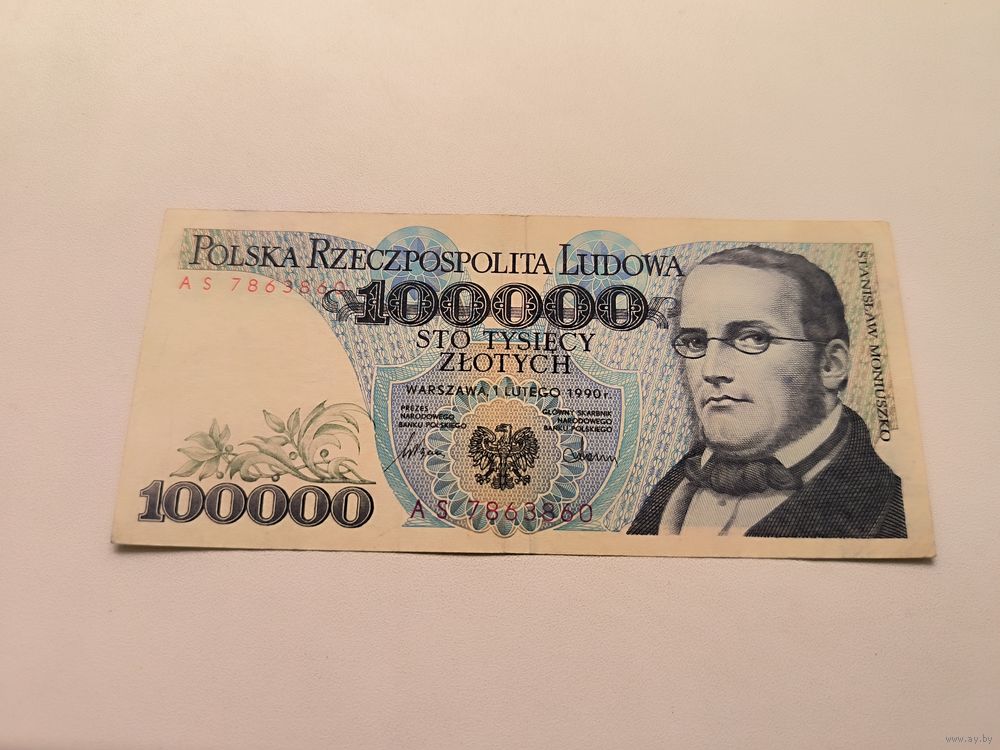 POLSKA RZECZPOSPOLITA LUDOWA
AS 7863860
100000
STO TYSIĘCY
ZŁOTYCH
WARSZAWA, 1 LUTEGO 1990 r.
PREZES
NARODOWEGO
BANKU POLSKIEGO
GŁÓWNY SKARBNIK
NARODOWEGO
BANKU POLSKIEGO
100000
AS 7863860
STANISŁAW MONIUSZKO
www.ay.by